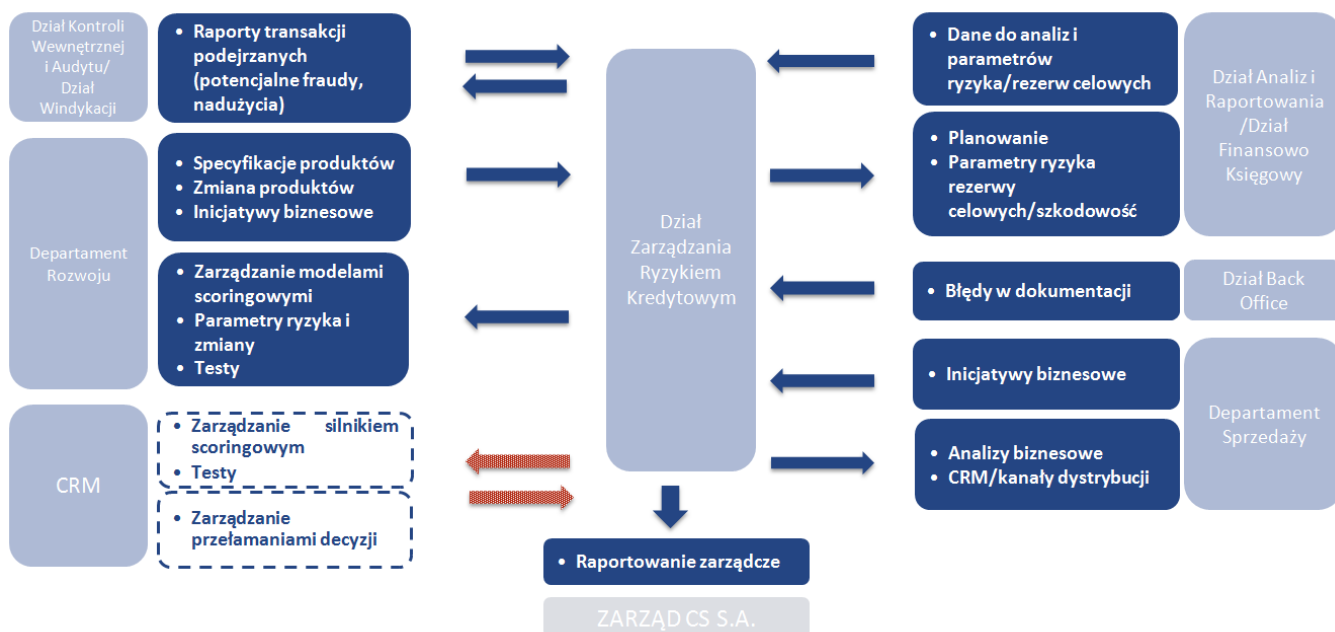 Dział Kontroli
Wewnętrznej
i Audytu/
Dział
Windykacji
• Raporty transakcji
podejrzanych
(potencjalne fraudy,
nadużycia)
Departament
Rozwoju
• Specyfikacje produktów
• Zmiana produktów
• Inicjatywy biznesowe
• Zarządzanie modelami
scoringowymi
• Parametry ryzyka i
zmiany
• Testy
CRM
• Zarządzanie silnikiem
scoringowym
• Testy
• Zarządzanie
przełamaniami decyzji
Dział
Zarządzania
Ryzykiem
Kredytowym
• Raportowanie zarządcze
ZARZĄD CS S.A.
• Dane do analiz i
parametrów
ryzyka/rezerw celowych
• Planowanie
• Parametry ryzyka
rezerwy
celowych/szkodowość
Dział Analiz i
Raportowania
/Dział
Finansowo
Księgowy
• Błędy w dokumentacji
Dział Back
Office
• Inicjatywy biznesowe
• Analizy biznesowe
• CRM/kanały dystrybucji
Departament
Sprzedaży